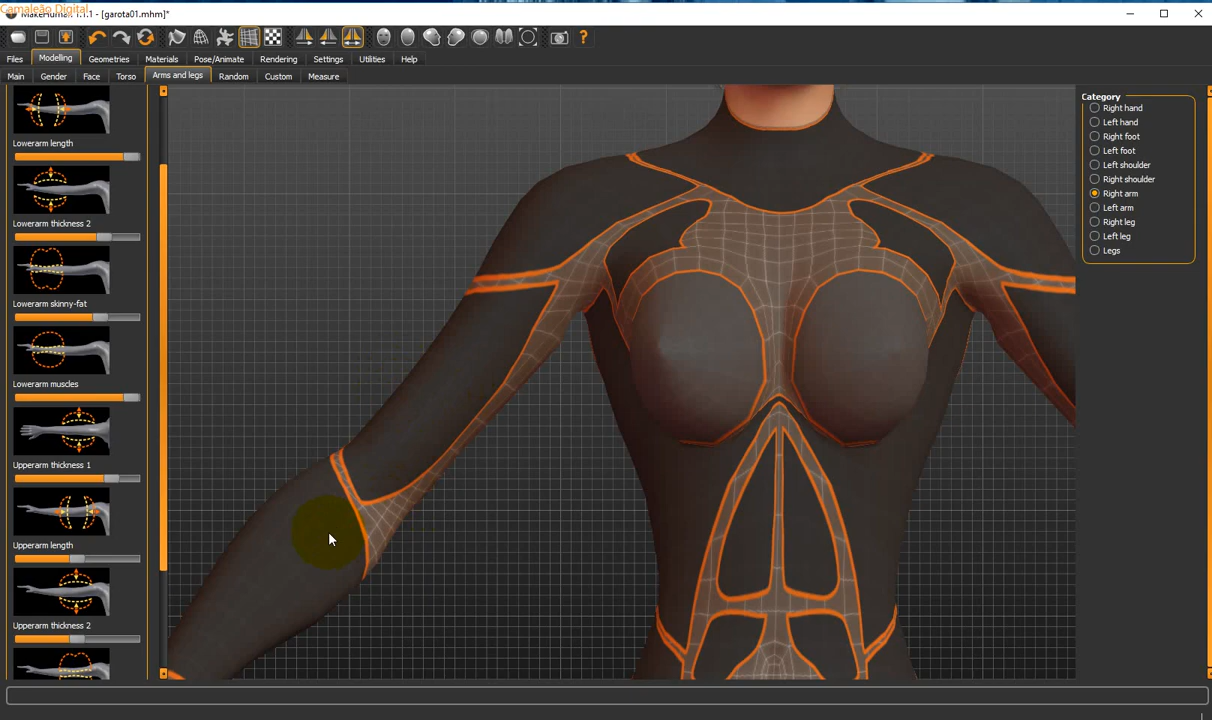 Camaleão Digital
MakeHuman 1.1.1 - [garota01.mhm]*
Files Modelling Geometries Materials Pose/Animate Rendering Settings Utilities Help
Main Gender Face Torso Arms and legs Random Custom Measure
Lowerarm length
Lowerarm thickness 2
Lowerarm skinny-fat
Lowerarm muscles
Upperarm thickness 1
Upperarm length
Upperarm thickness 2
Category
Right hand
Left hand
Right foot
Left foot
Left shoulder
Right shoulder
Right arm
Left arm
Right leg
Left leg
Legs